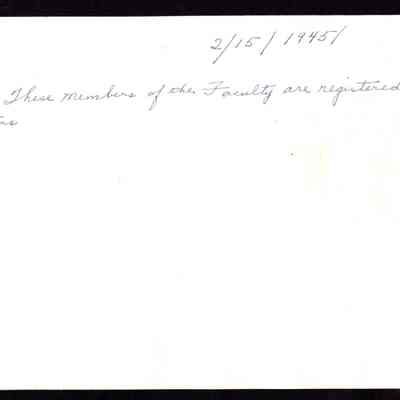 2/15/1945/
These members of the Faculty are registered